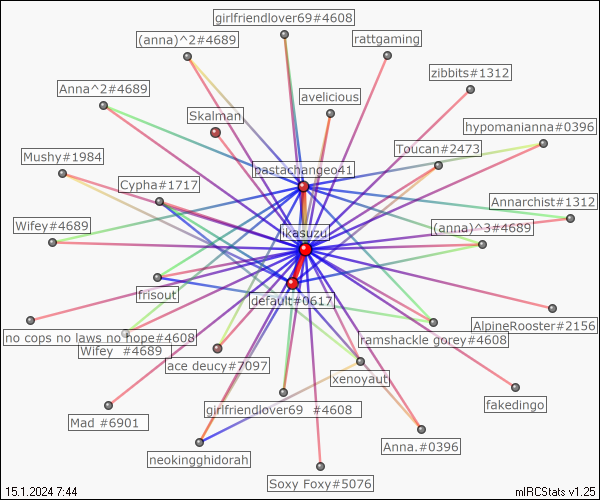 girlfriendlover69#4608
(anna)^2#4689
rattgaming
zibbits#1312
Anna^2#4689
avelicious
Skalman
hypomanianna#0396
Toucan#2473
Mushy#1984
pastachangeo41
Cypha#1717
Annarchist#1312
Wifey#4689
(anna)^3#4689
ikasuzu
frisout
default#0617
AlpineRooster#2156
no cops no laws no hope#4608
ramshackle gorey#4608
Wifey #4689
ace deucy#7097
xenoyaut
girlfriendlover69 #4608
fakedingo
Mad #6901
Anna.#0396
neokingghidorah
Soxy Foxy#5076
15.1.2024 7:44
mIRCStats v1.25